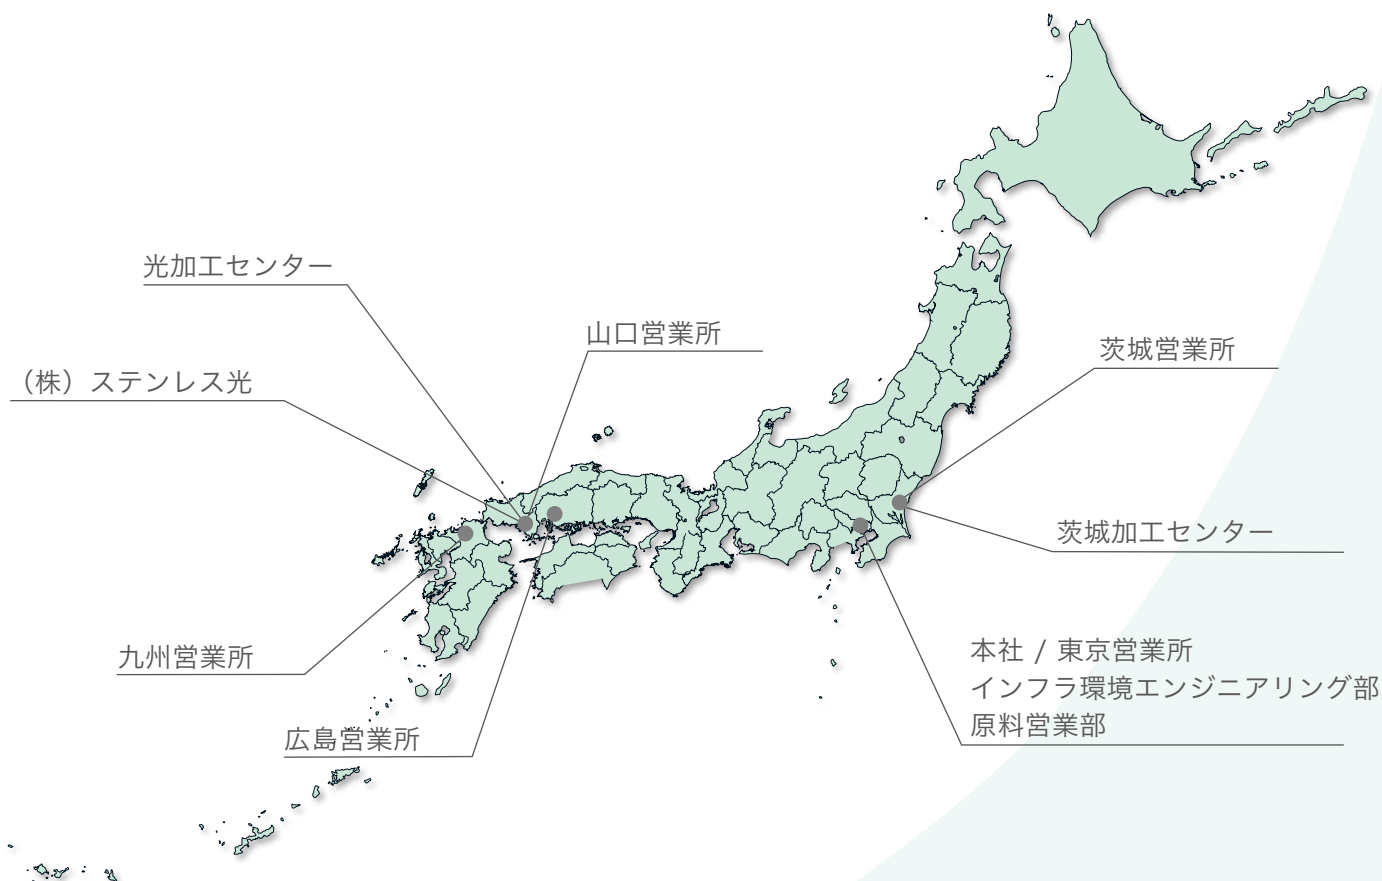 光加工センター
山口営業所
茨城営業所
（株）ステンレス光
茨城加工センター
九州営業所
本社 / 東京営業所
インフラ環境エンジニアリング部
原料営業部
広島営業所